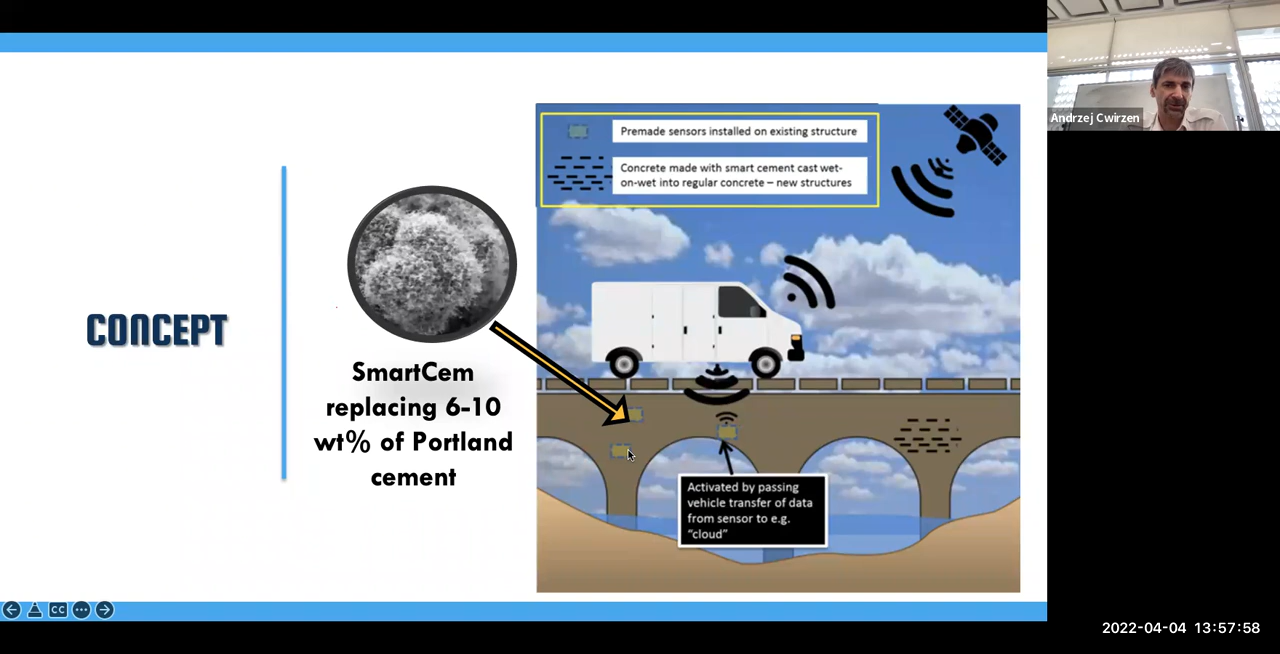 Andrzej Cwirzen
Premade sensors installed on existing structure
Concrete made with smart cement cast wet-
on-wet into regular concrete – new structures
CONCEPT
SmartCem
replacing 6-10
wt% of Portland
cement
Activated by passing
vehicle transfer of data
from sensor to e.g.
“cloud”
CC
2022-04-04 13:57:58